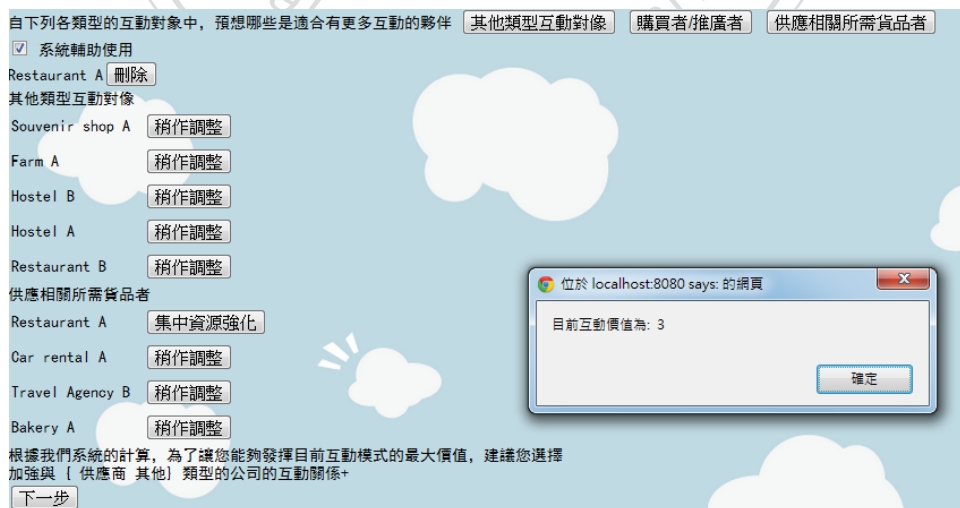 自下列各類型的互動對象中, 預想哪些是適合有更多互動的夥伴 其他類型互動對像 購買者/推廣者 供應相關所需貨品者
系統輔助使用
Restaurant A 刪除
其他類型互動對像
Souvenir shop A 稍作調整
Farm A 稍作調整
Hostel B 稍作調整
Hostel A 稍作調整
Restaurant B 稍作調整
供應相關所需貨品者
Restaurant A 集中資源強化
Car rental A 稍作調整
Travel Agency B 稍作調整
Bakery A 稍作調整
根據我們系統的計算, 為了讓您能夠發揮目前互動模式的最大價值, 建議您選擇
加強與 { 供應商 其他} 類型的公司的互動關係+
下一步
位於 localhost:8080 says: 的網頁
目前互動價值為: 3
確定